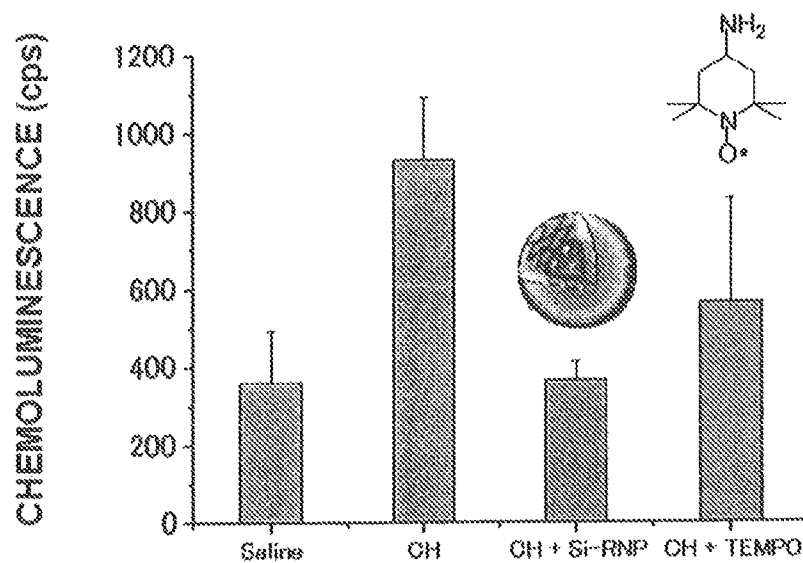 CHEMOLUMINESCENCE (cps)
1200
1000
800
600
400
200
0
Saline
OH
OH + Si-RNP
OH + TEMPO
NH2
N
O*